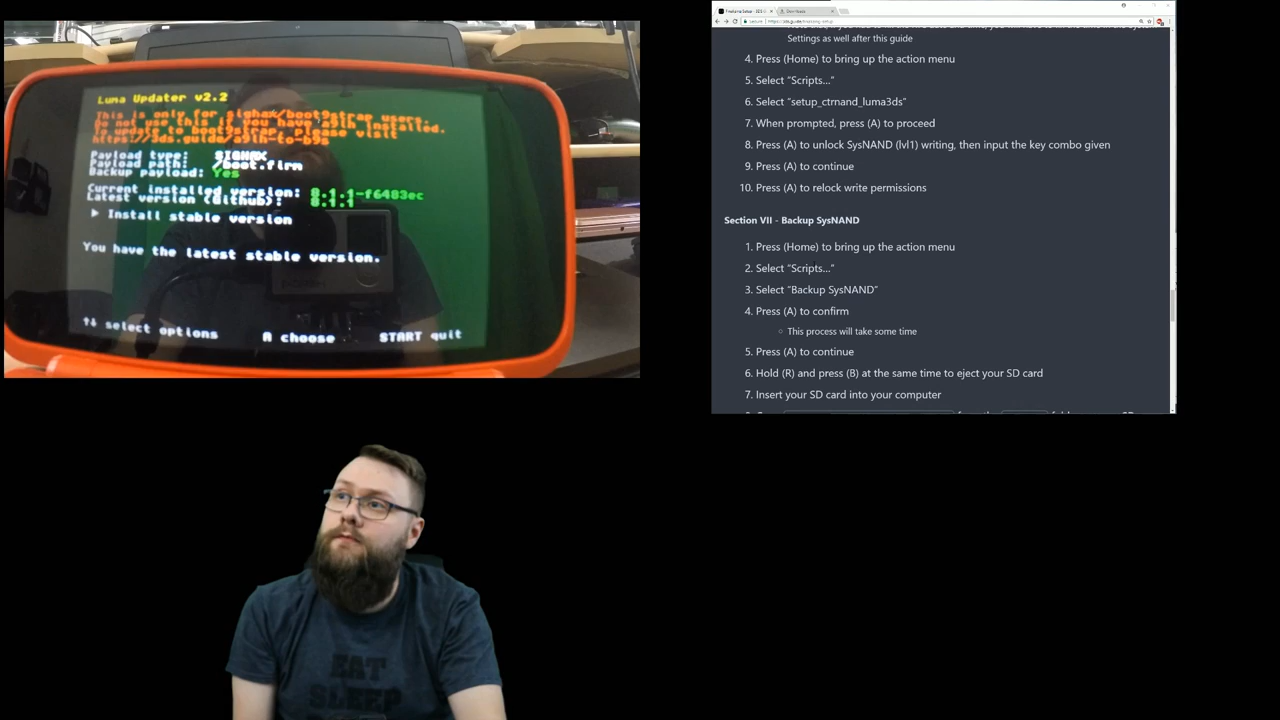 Luma Updater v2.2
This is only for sighax/boot9strap users.
Do not use this if you have a9lh installed.
To update to boot9strap, please visit
https://3ds.guide/a9lh-to-b9s
Payload type: SIGHAX
Payload path: /boot.firm
Backup payload: Yes
Current installed version: 8.1.1-f6483ec
Latest version (Github): 8.1.1
Install stable version
You have the latest stable version.
↑↓ select options A choose START quit
Settings as well after this guide
4. Press (Home) to bring up the action menu
5. Select “Scripts...”
6. Select “setup_ctrnand_luma3ds”
7. When prompted, press (A) to proceed
8. Press (A) to unlock SysNAND (lvl1) writing, then input the key combo given
9. Press (A) to continue
10. Press (A) to relock write permissions
Section VII - Backup SysNAND
1. Press (Home) to bring up the action menu
2. Select “Scripts...”
3. Select “Backup SysNAND”
4. Press (A) to confirm
This process will take some time
5. Press (A) to continue
6. Hold (R) and press (B) at the same time to eject your SD card
7. Insert your SD card into your computer
EAT
SLEEP